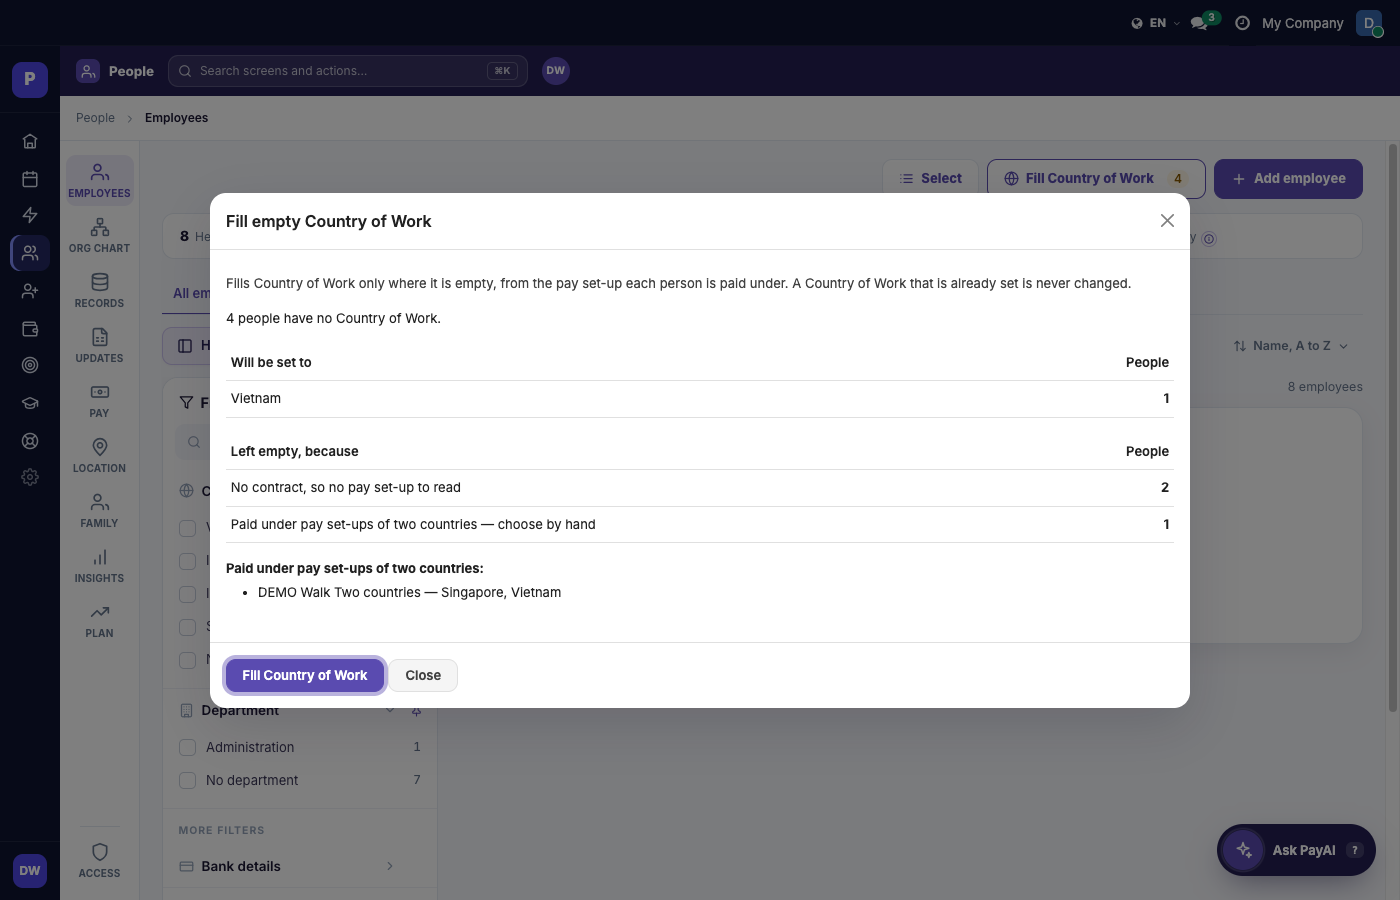 EN
3
My Company
D
P
People
Search screens and actions...
⌘K
DW
People
Employees
EMPLOYEES
ORG CHART
RECORDS
UPDATES
PAY
LOCATION
FAMILY
INSIGHTS
PLAN
ACCESS
DW
Select
Fill Country of Work
4
Add employee
8
All em
Name, A to Z
8 employees
Fill empty Country of Work
Fills Country of Work only where it is empty, from the pay set-up each person is paid under. A Country of Work that is already set is never changed.
4 people have no Country of Work.
Will be set to People
Vietnam 1
Left empty, because People
No contract, so no pay set-up to read 2
Paid under pay set-ups of two countries — choose by hand 1
Paid under pay set-ups of two countries:
• DEMO Walk Two countries — Singapore, Vietnam
Fill Country of Work
Close
Department
Administration 1
No department 7
MORE FILTERS
Bank details
Ask PayAI ?